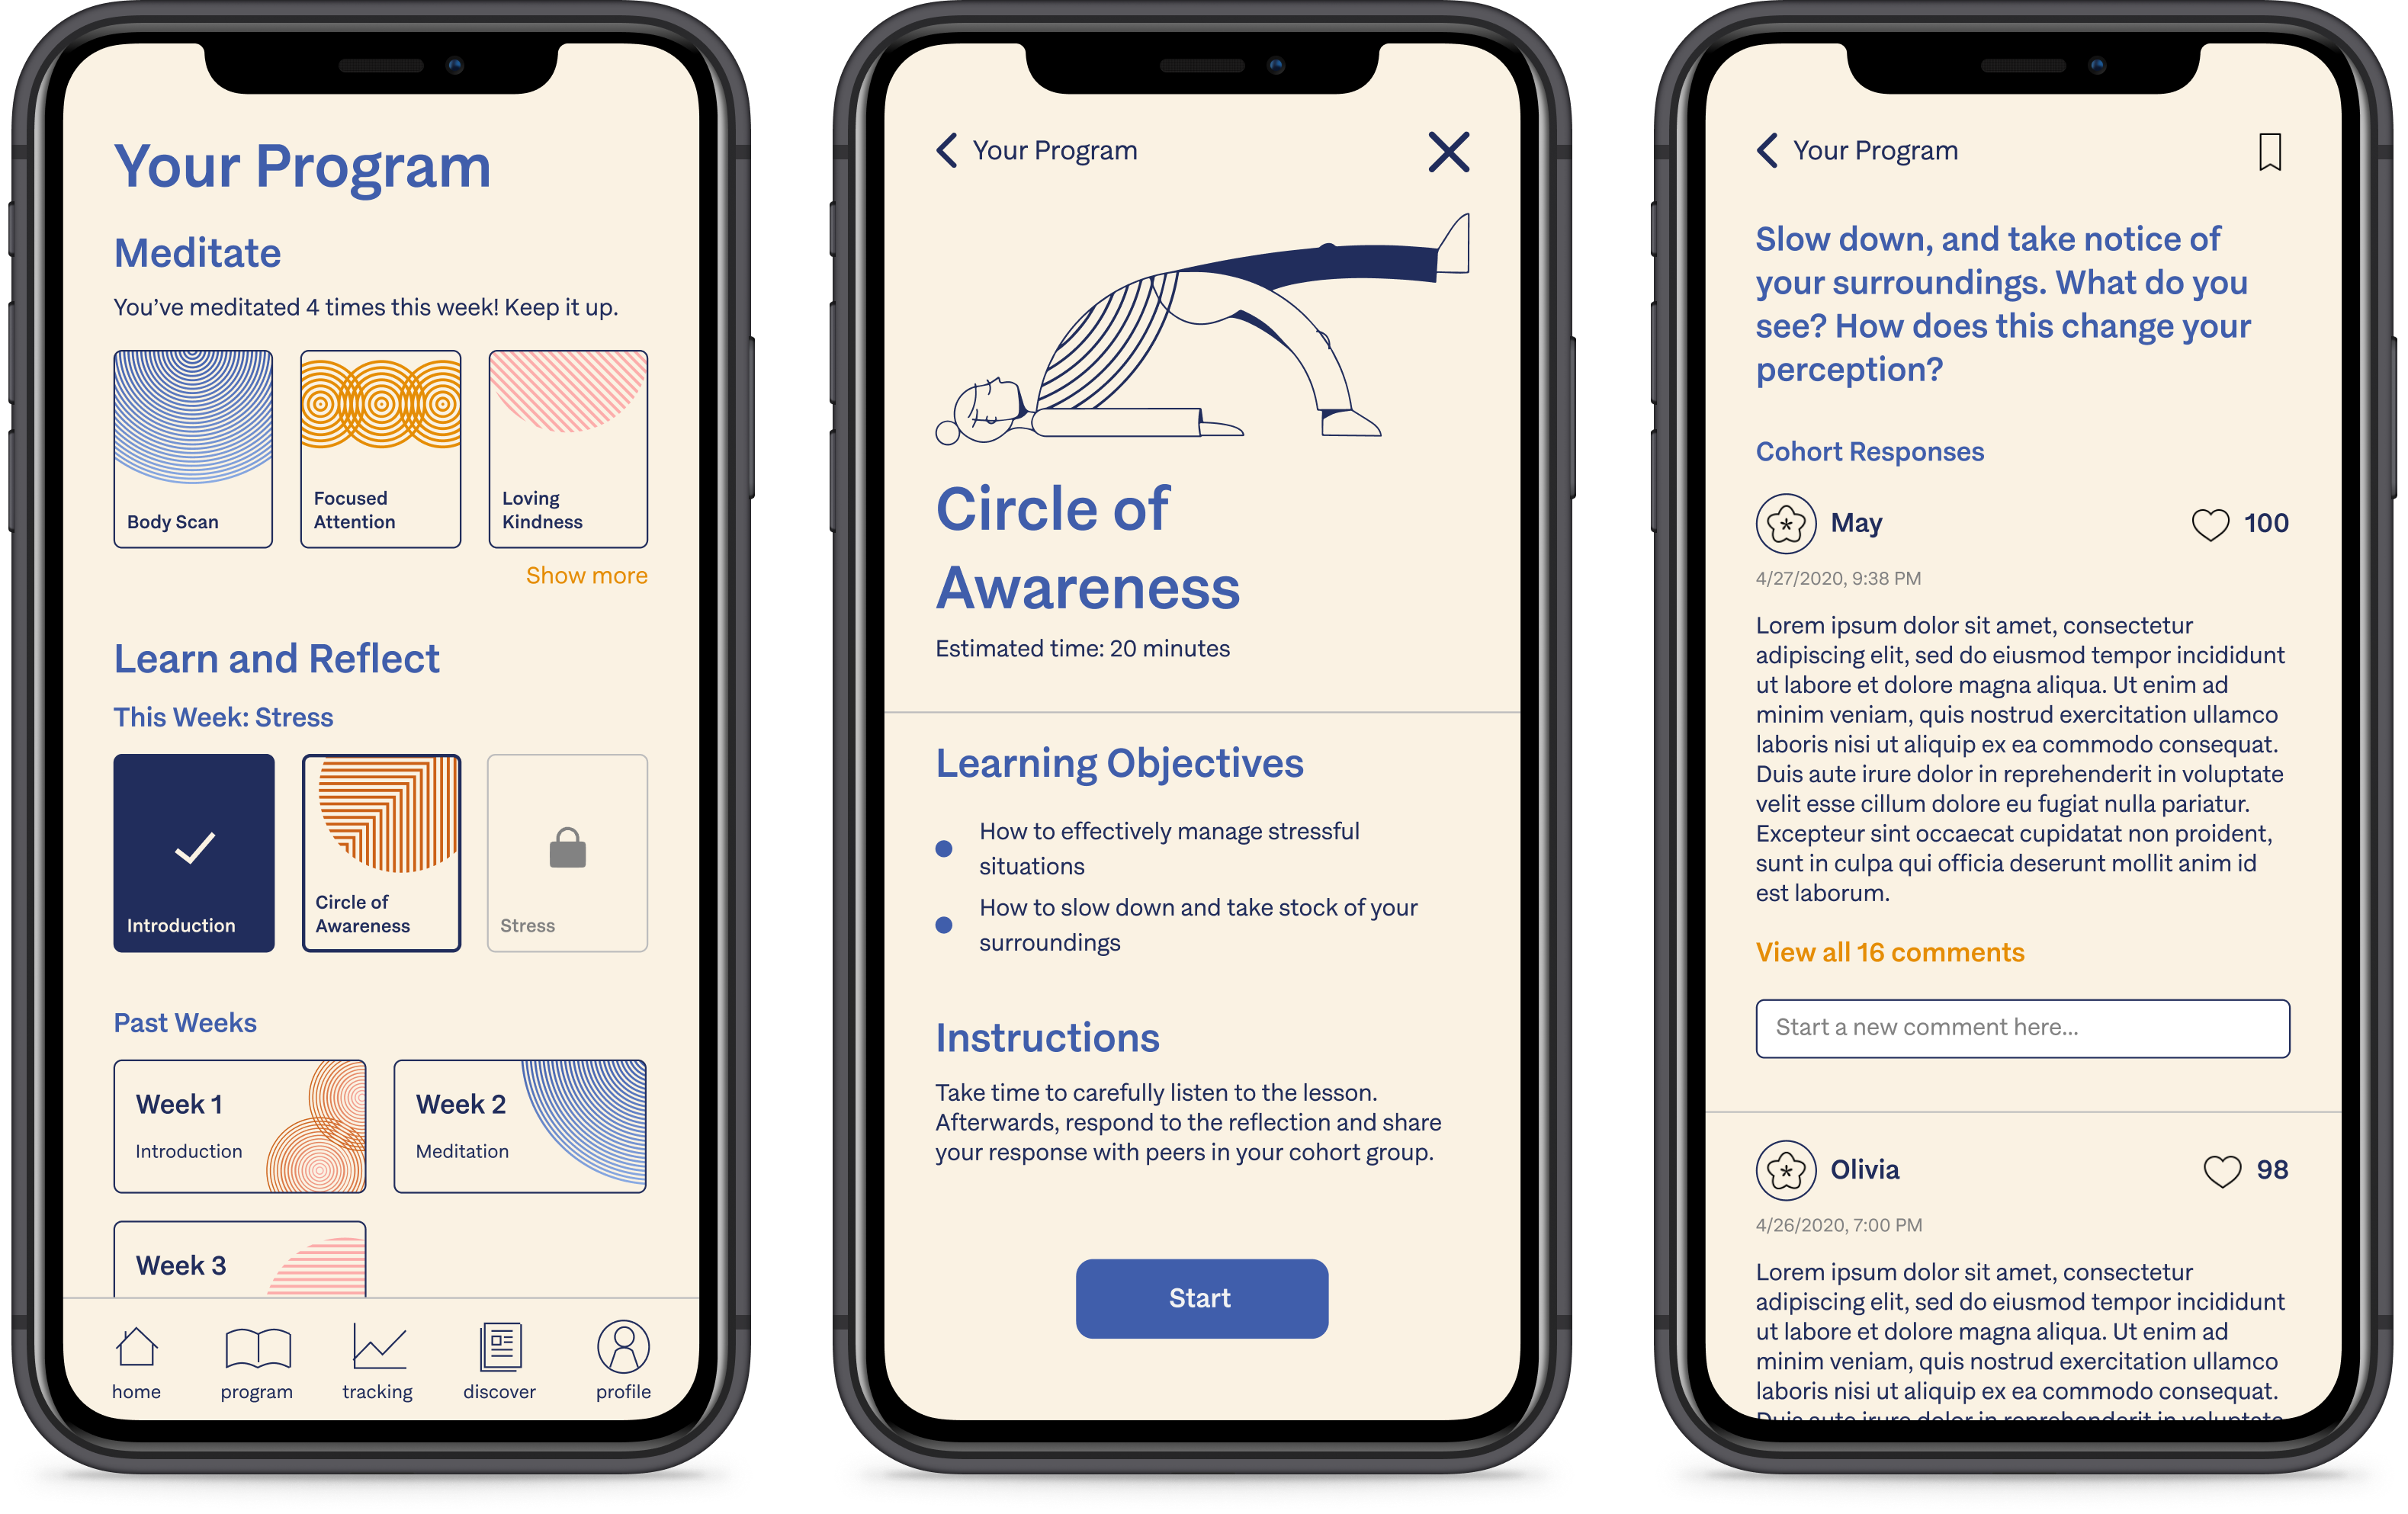 Your Program
Meditate
You've meditated 4 times this week! Keep it up.
Body Scan
Focused
Attention
Loving
Kindness
Show more
Learn and Reflect
This Week: Stress
Introduction
Circle of
Awareness
Stress
Past Weeks
Week 1
Introduction
Week 2
Meditation
Week 3
home
program
tracking
discover
profile
Your Program
Circle of
Awareness
Estimated time: 20 minutes
Learning Objectives
How to effectively manage stressful
situations
How to slow down and take stock of your
surroundings
Instructions
Take time to carefully listen to the lesson.
Afterwards, respond to the reflection and share
your response with peers in your cohort group.
Start
Your Program
Slow down, and take notice of
your surroundings. What do you
see? How does this change your
perception?
Cohort Responses
May
100
4/27/2020, 9:38 PM
Lorem ipsum dolor sit amet, consectetur
adipiscing elit, sed do eiusmod tempor incididunt
ut labore et dolore magna aliqua. Ut enim ad
minim veniam, quis nostrud exercitation ullamco
laboris nisi ut aliquip ex ea commodo consequat.
Duis aute irure dolor in reprehenderit in voluptate
velit esse cillum dolore eu fugiat nulla pariatur.
Excepteur sint occaecat cupidatat non proident,
sunt in culpa qui officia deserunt mollit anim id
est laborum.
View all 16 comments
Start a new comment here...
Olivia
98
4/26/2020, 7:00 PM
Lorem ipsum dolor sit amet, consectetur
adipiscing elit, sed do eiusmod tempor incididunt
ut labore et dolore magna aliqua. Ut enim ad
minim veniam, quis nostrud exercitation ullamco
laboris nisi ut aliquip ex ea commodo consequat.
Duis aute irure dolor in reprehenderit in voluptate